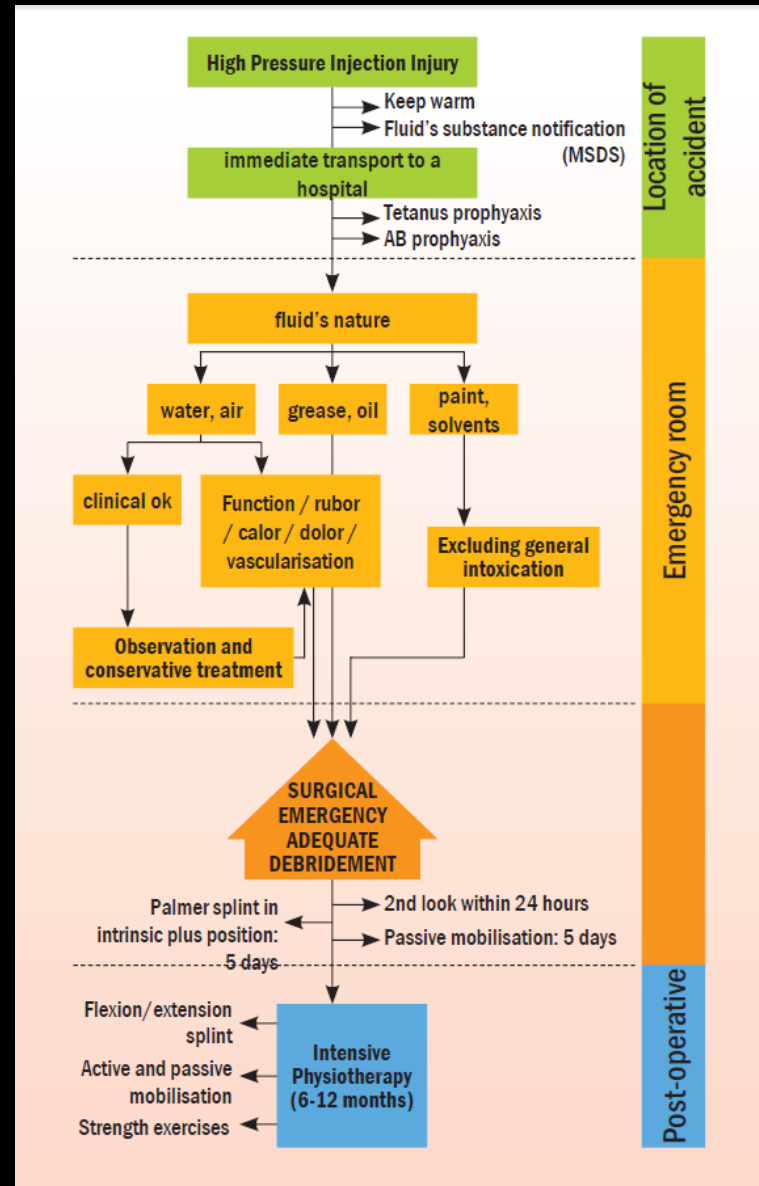 High Pressure Injection Injury
Keep warm
Fluid's substance notification
(MSDS)
immediate transport to a
hospital
Tetanus prophyaxis
AB prophyaxis
Location of
accident
fluid's nature
water, air
grease, oil
paint,
solvents
clinical ok
Function / rubor
/ calor / dolor /
vascularisation
Excluding general
intoxication
Observation and
conservative treatment
Emergency room
SURGICAL
EMERGENCY
ADEQUATE
DEBRIDEMENT
Palmer splint in
intrinsic plus position:
5 days
2nd look within 24 hours
Passive mobilisation: 5 days
Flexion/extension
splint
Active and passive
mobilisation
Strength exercises
Intensive
Physiotherapy
(6-12 months)
Post-operative